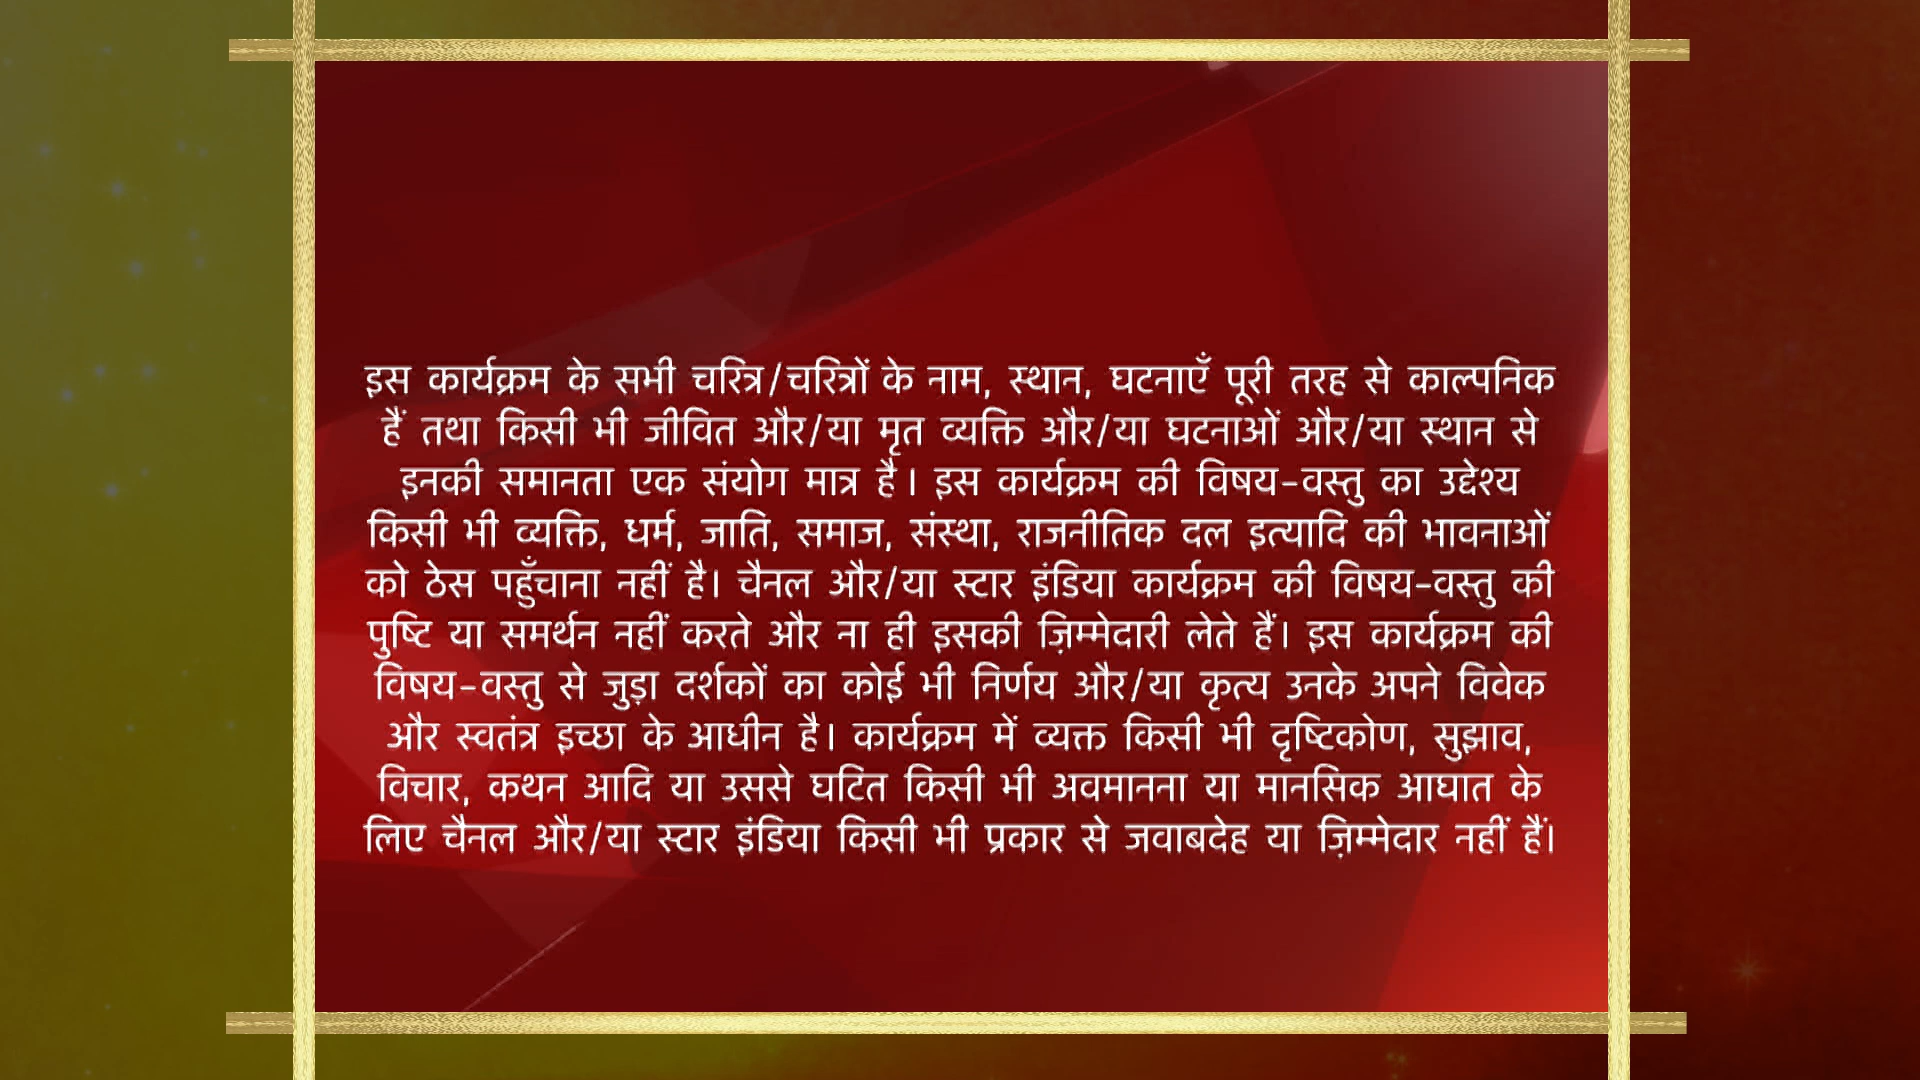 इस कार्यक्रम के सभी चरित्र/चरित्रों के नाम, स्थान, घटनाएँ पूरी तरह से काल्पनिक
हैं तथा किसी भी जीवित और/या मृत व्यक्ति और/या घटनाओं और/या स्थान से
इनकी समानता एक संयोग मात्र है। इस कार्यक्रम की विषय-वस्तु का उद्देश्य
किसी भी व्यक्ति, धर्म, जाति, समाज, संस्था, राजनीतिक दल इत्यादि की भावनाओं
को ठेस पहुँचाना नहीं है। चैनल और/या स्टार इंडिया कार्यक्रम की विषय-वस्तु की
पुष्टि या समर्थन नहीं करते और ना ही इसकी ज़िम्मेदारी लेते हैं। इस कार्यक्रम की
विषय-वस्तु से जुड़ा दर्शकों का कोई भी निर्णय और/या कृत्य उनके अपने विवेक
और स्वतंत्र इच्छा के आधीन है। कार्यक्रम में व्यक्त किसी भी दृष्टिकोण, सुझाव,
विचार, कथन आदि या उससे घटित किसी भी अवमानना या मानसिक आघात के
लिए चैनल और/या स्टार इंडिया किसी भी प्रकार से जवाबदेह या ज़िम्मेदार नहीं हैं।